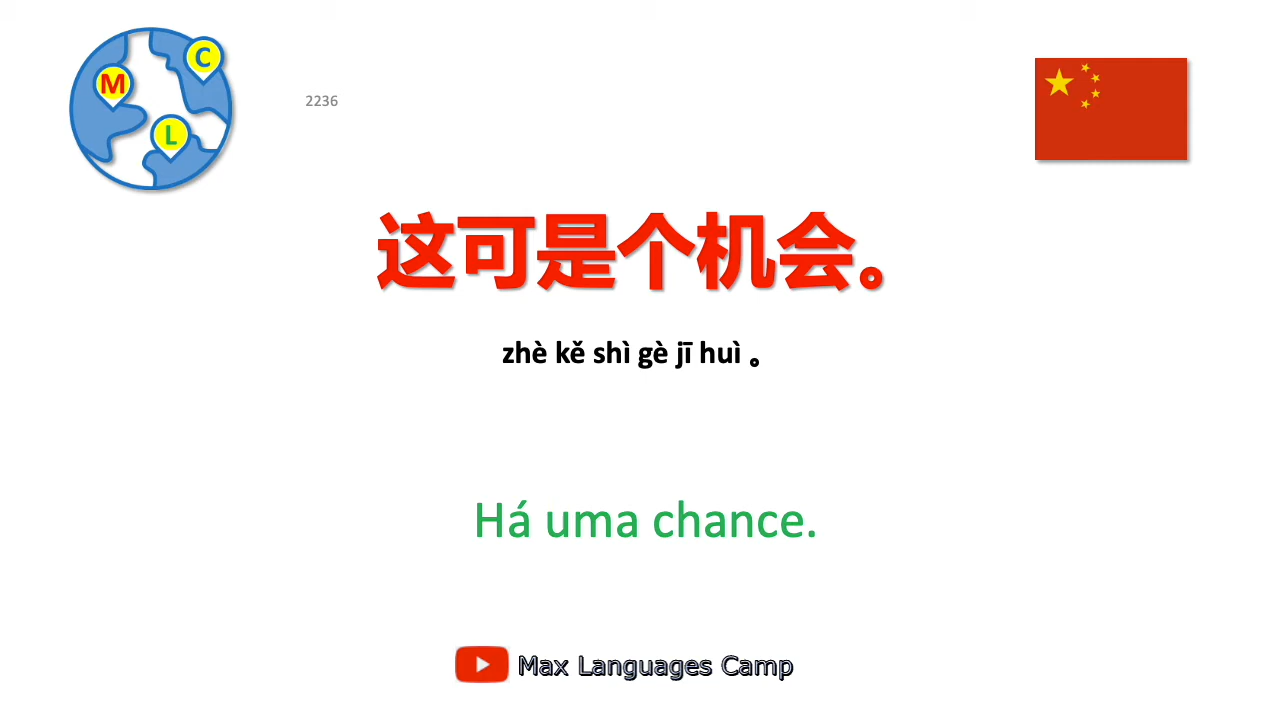 M
C
L
2236
这可是个机会。
zhè kě shì gè jī huì 。
Há uma chance.
Max Languages Camp